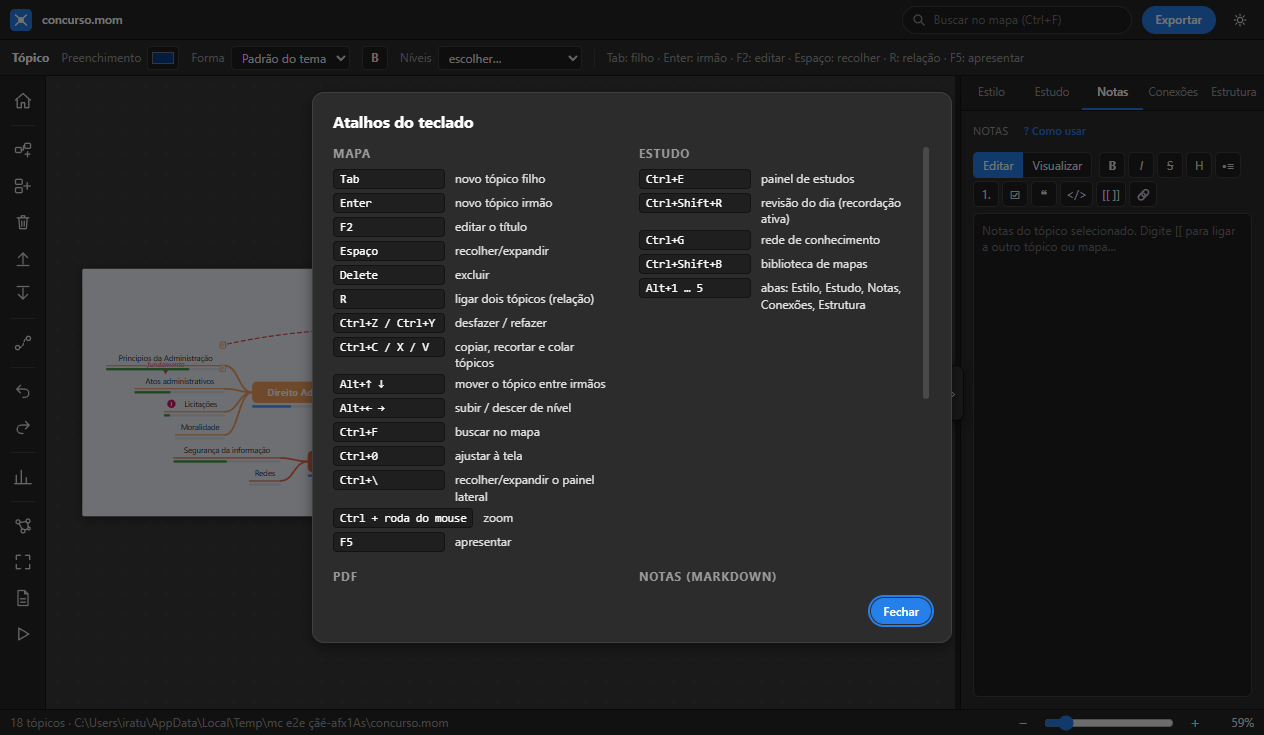 concurso.mom
Buscar no mapa (Ctrl+F)
Exportar
Tópico
Preenchimento
Forma
Padrão do tema
B
Níveis
escolher...
Tab: filho · Enter: irmão · F2: editar · Espaço: recolher · R: relação · F5: apresentar
Estilo
Estudo
Notas
Conexões
Estrutura
NOTAS
? Como usar
Editar
Visualizar
B
I
S
H
•≡
1.
☑
❝
</>
[[ ]]
Notas do tópico selecionado. Digite [[ para ligar
a outro tópico ou mapa...
Princípios da Administração
fundamenta
Atos administrativos
Licitações
Moralidade
Direito Ad
Segurança da informação
Redes
Atalhos do teclado
MAPA
Tab novo tópico filho
Enter novo tópico irmão
F2 editar o título
Espaço recolher/expandir
Delete excluir
R ligar dois tópicos (relação)
Ctrl+Z / Ctrl+Y desfazer / refazer
Ctrl+C / X / V copiar, recortar e colar
tópicos
Alt+↑ ↓ mover o tópico entre irmãos
Alt+← → subir / descer de nível
Ctrl+F buscar no mapa
Ctrl+0 ajustar à tela
Ctrl+\ recolher/expandir o painel
lateral
Ctrl + roda do mouse zoom
F5 apresentar
ESTUDO
Ctrl+E painel de estudos
Ctrl+Shift+R revisão do dia (recordação
ativa)
Ctrl+G rede de conhecimento
Ctrl+Shift+B biblioteca de mapas
Alt+1 … 5 abas: Estilo, Estudo, Notas,
Conexões, Estrutura
PDF
NOTAS (MARKDOWN)
Fechar
18 tópicos · C:\Users\iratu\AppData\Local\Temp\mc e2e çãé-afx1As\concurso.mom
−
+
59%